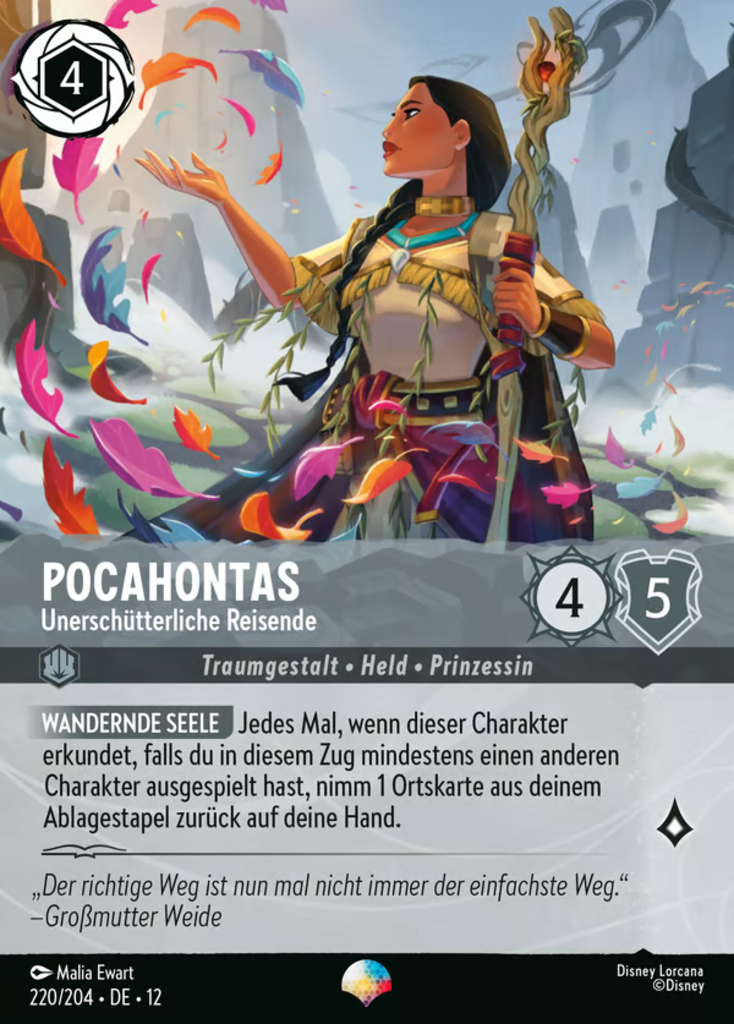 4
POCAHONTAS
Unerschütterliche Reisende
4
5
Traumgestalt • Held • Prinzessin
WANDERNDE SEELE Jedes Mal, wenn dieser Charakter
erkundet, falls du in diesem Zug mindestens einen anderen
Charakter ausgespielt hast, nimm 1 Ortskarte aus deinem
Ablagestapel zurück auf deine Hand.
„Der richtige Weg ist nun mal nicht immer der einfachste Weg.“
–Großmutter Weide
Malia Ewart
Disney Lorcana
220/204 • DE • 12
©Disney